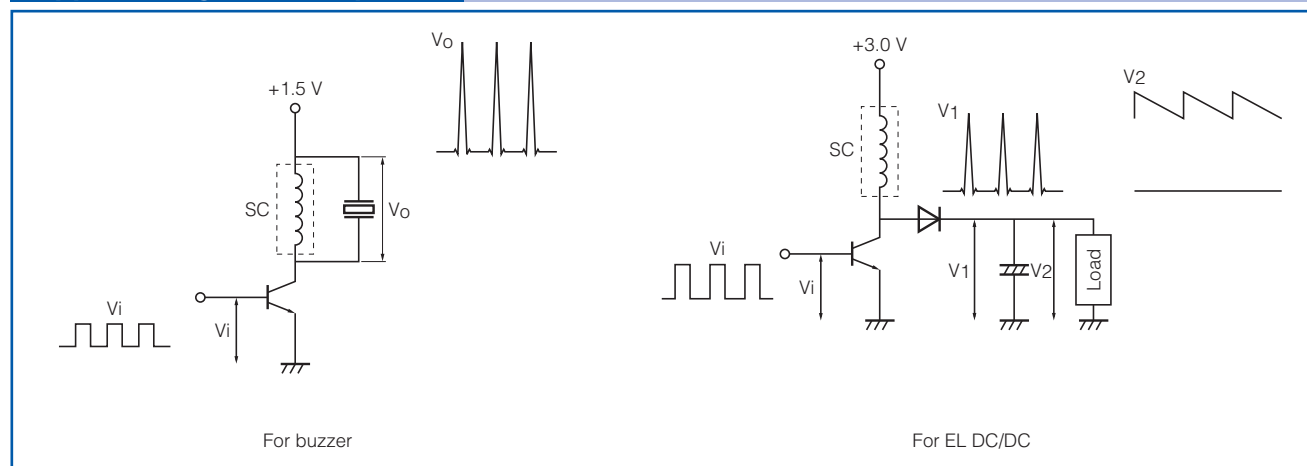 +1.5 V
SC
Vo
Vi
Vi
Vo
For buzzer
+3.0 V
SC
V1
V2
Vi
Vi
V1
V2
Load
For EL DC/DC